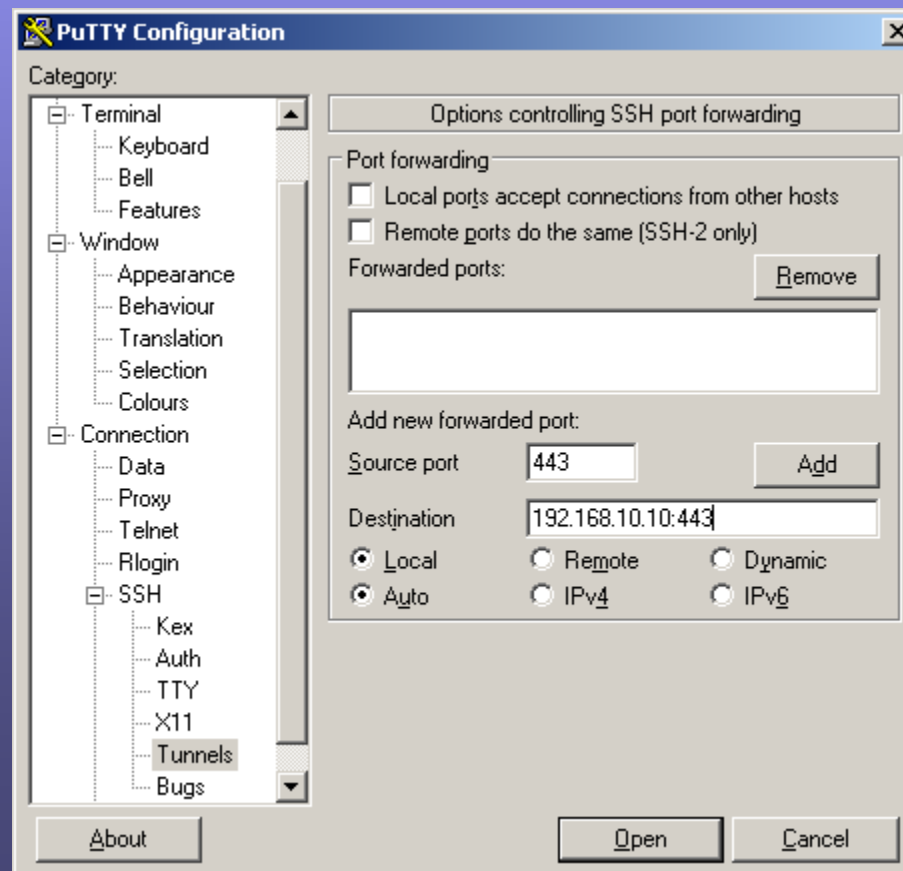 PuTTY Configuration
Category:
Terminal
Keyboard
Bell
Features
Window
Appearance
Behaviour
Translation
Selection
Colours
Connection
Data
Proxy
Telnet
Rlogin
SSH
Kex
Auth
TTY
X11
Tunnels
Bugs
Options controlling SSH port forwarding
Port forwarding
Local ports accept connections from other hosts
Remote ports do the same (SSH-2 only)
Forwarded ports:
Remove
Add new forwarded port:
Source port 443 Add
Destination 192.168.10.10:443
Local Remote Dynamic
Auto IPv4 IPv6
About Open Cancel